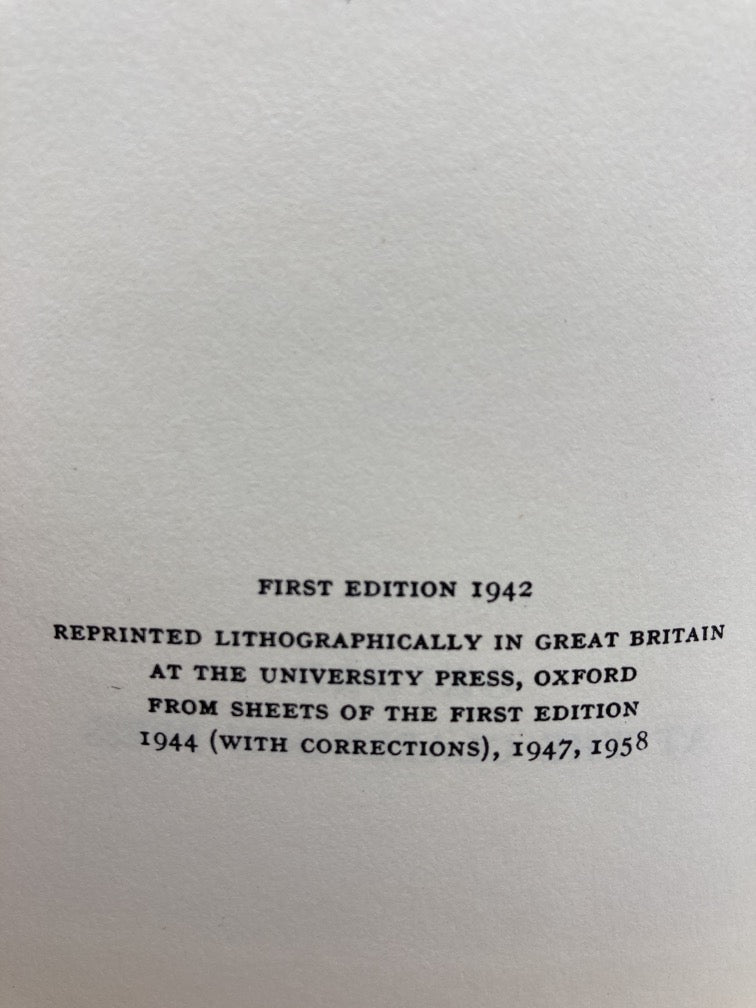 FIRST EDITION 1942
REPRINTED LITHOGRAPHICALLY IN GREAT BRITAIN
AT THE UNIVERSITY PRESS, OXFORD
FROM SHEETS OF THE FIRST EDITION
1944 (WITH CORRECTIONS), 1947, 1958